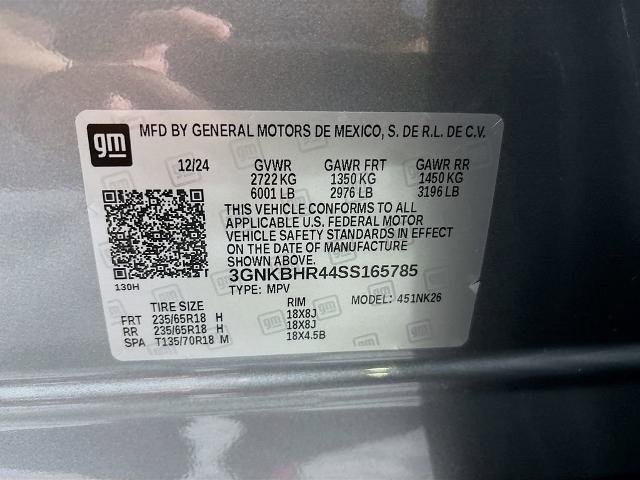 gm MFD BY GENERAL MOTORS DE MEXICO, S. DE R.L. DE C.V.
12/24 GVWR GAWR FRT GAWR RR
2722 KG 1350 KG 1450 KG
6001 LB 2976 LB 3196 LB
THIS VEHICLE CONFORMS TO ALL
APPLICABLE U.S. FEDERAL MOTOR
VEHICLE SAFETY STANDARDS IN EFFECT
ON THE DATE OF MANUFACTURE
SHOWN ABOVE.
3GNKBHR44SS165785
130H TYPE: MPV MODEL: 451NK26
TIRE SIZE RIM
FRT 235/65R18 H 18X8J
RR 235/65R18 H 18X8J
SPA T135/70R18 M 18X4.5B